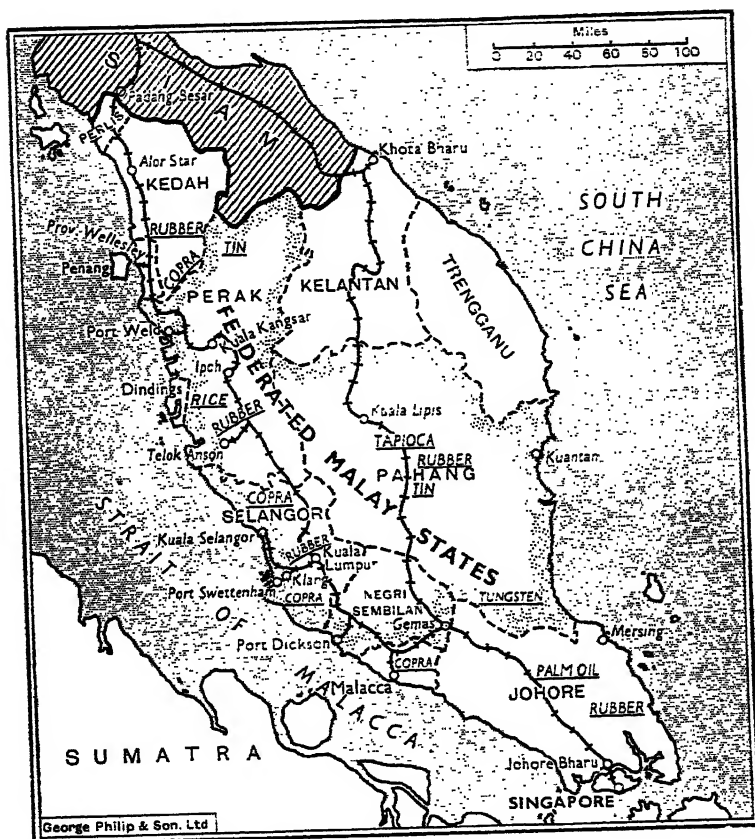 Miles
0 20 40 60 80 100
SIAM
Padang Besar
PERLIS
Khota Bharu
Alor Star
KEDAH
SOUTH
CHINA
SEA
Prov. Wellesley
RUBBER
TIN
COPRA
Penang
PERAK
KELANTAN
TRENGGANU
Port Weld
Kuala Kangsar
FEDERATED MALAY STATES
Ipch
Dindings
RICE
RUBBER
Kuala Lipis
TAPIOCA
Telok Anson
RUBBER
Kuantan
PAHANG
TIN
COPRA
SELANGOR
STRAIT OF MALACCA
Kuala Selangor
RUBBER
Kuala
Lumpur
Klang
Port Swettenham
COPRA
NEGRI
SEMBILAN
TUNGSTEN
Gemas
Port Dickson
Mersing
COPRA
PALM OIL
Malacca
JOHORE
RUBBER
SUMATRA
Johore Bharu
SINGAPORE
George Philip & Son. Ltd